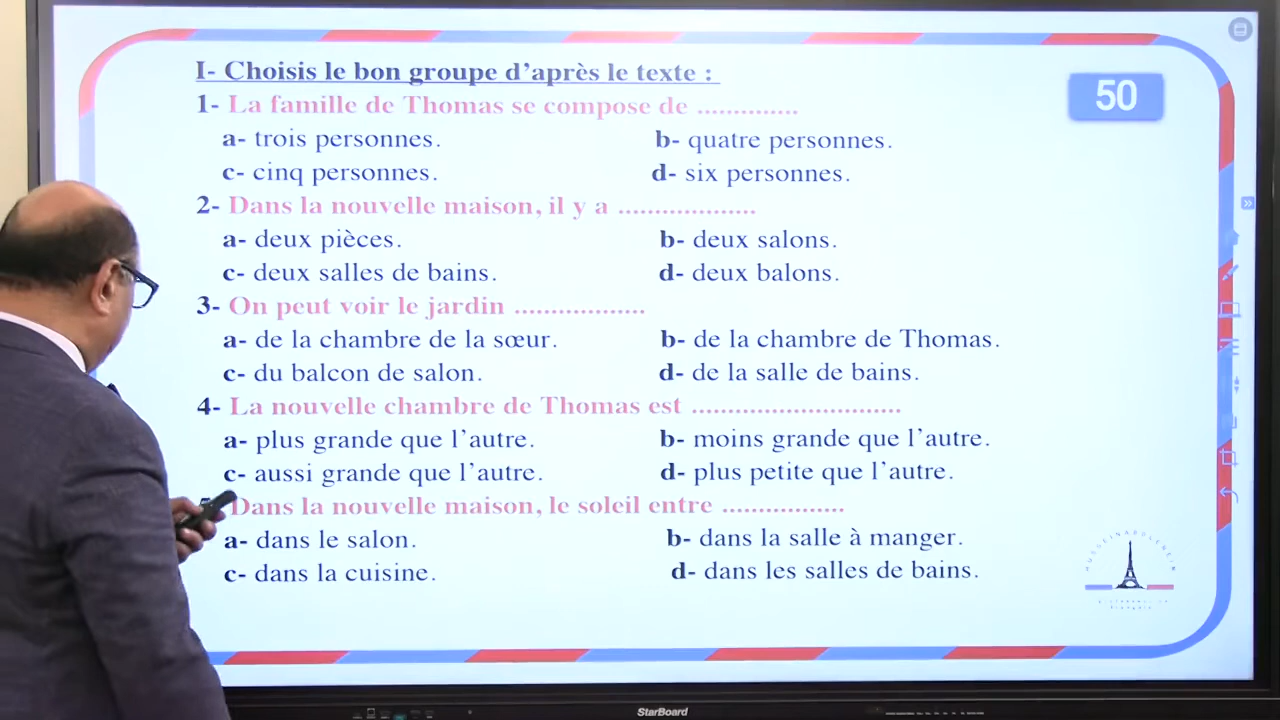 I- Choisis le bon groupe d'après le texte :
50
1- La famille de Thomas se compose de ..............
a- trois personnes. b- quatre personnes.
c- cinq personnes. d- six personnes.
2- Dans la nouvelle maison, il y a ...................
a- deux pièces. b- deux salons.
c- deux salles de bains. d- deux balons.
3- On peut voir le jardin ..................
a- de la chambre de la sœur. b- de la chambre de Thomas.
c- du balcon de salon. d- de la salle de bains.
4- La nouvelle chambre de Thomas est .............................
a- plus grande que l'autre. b- moins grande que l'autre.
c- aussi grande que l'autre. d- plus petite que l'autre.
Dans la nouvelle maison, le soleil entre .................
a- dans le salon. b- dans la salle à manger.
c- dans la cuisine. d- dans les salles de bains.
StarBoard